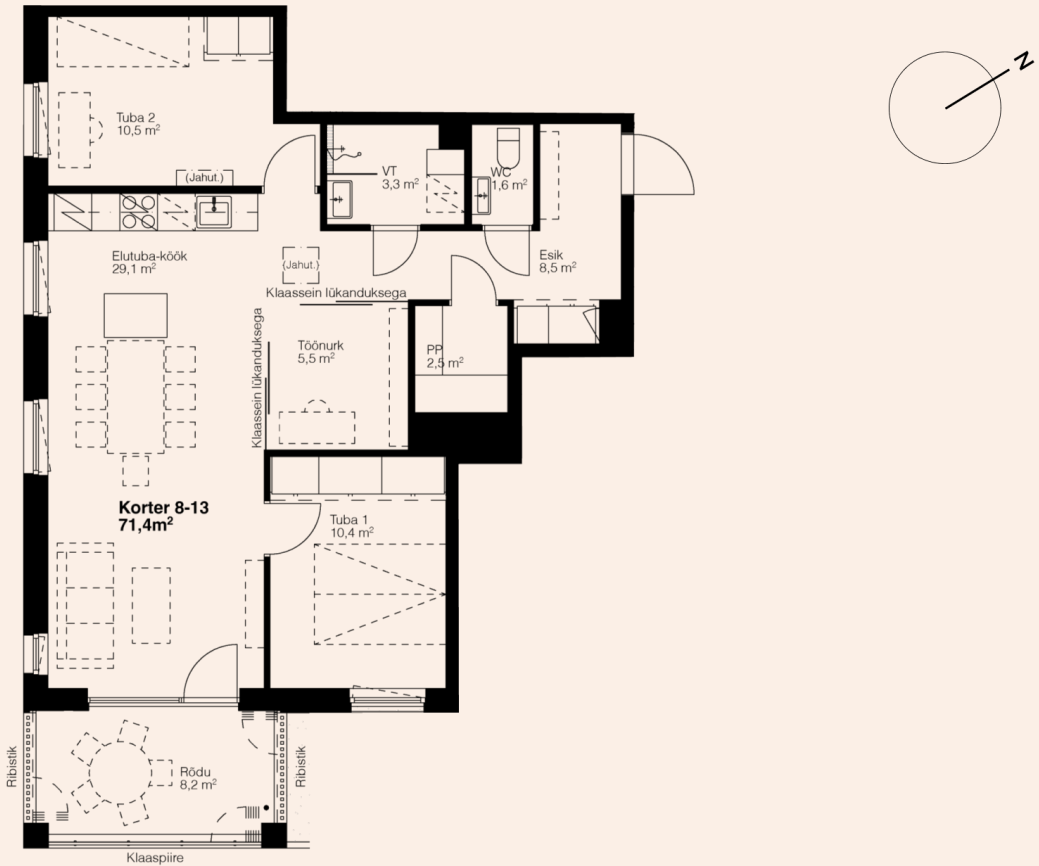 N
Tuba 2
10,5 m²
(Jahut.)
VT
3,3 m²
WC
1,6 m²
Elutuba-köök
29,1 m²
(Jahut.)
Esik
8,5 m²
Klaassein lükanduksega
Klaassein lükanduksega
Töönurk
5,5 m²
PP
2,5 m²
Korter 8-13
71,4m²
Tuba 1
10,4 m²
Ribistik
Rõdu
8,2 m²
Ribistik
Klaaspiire